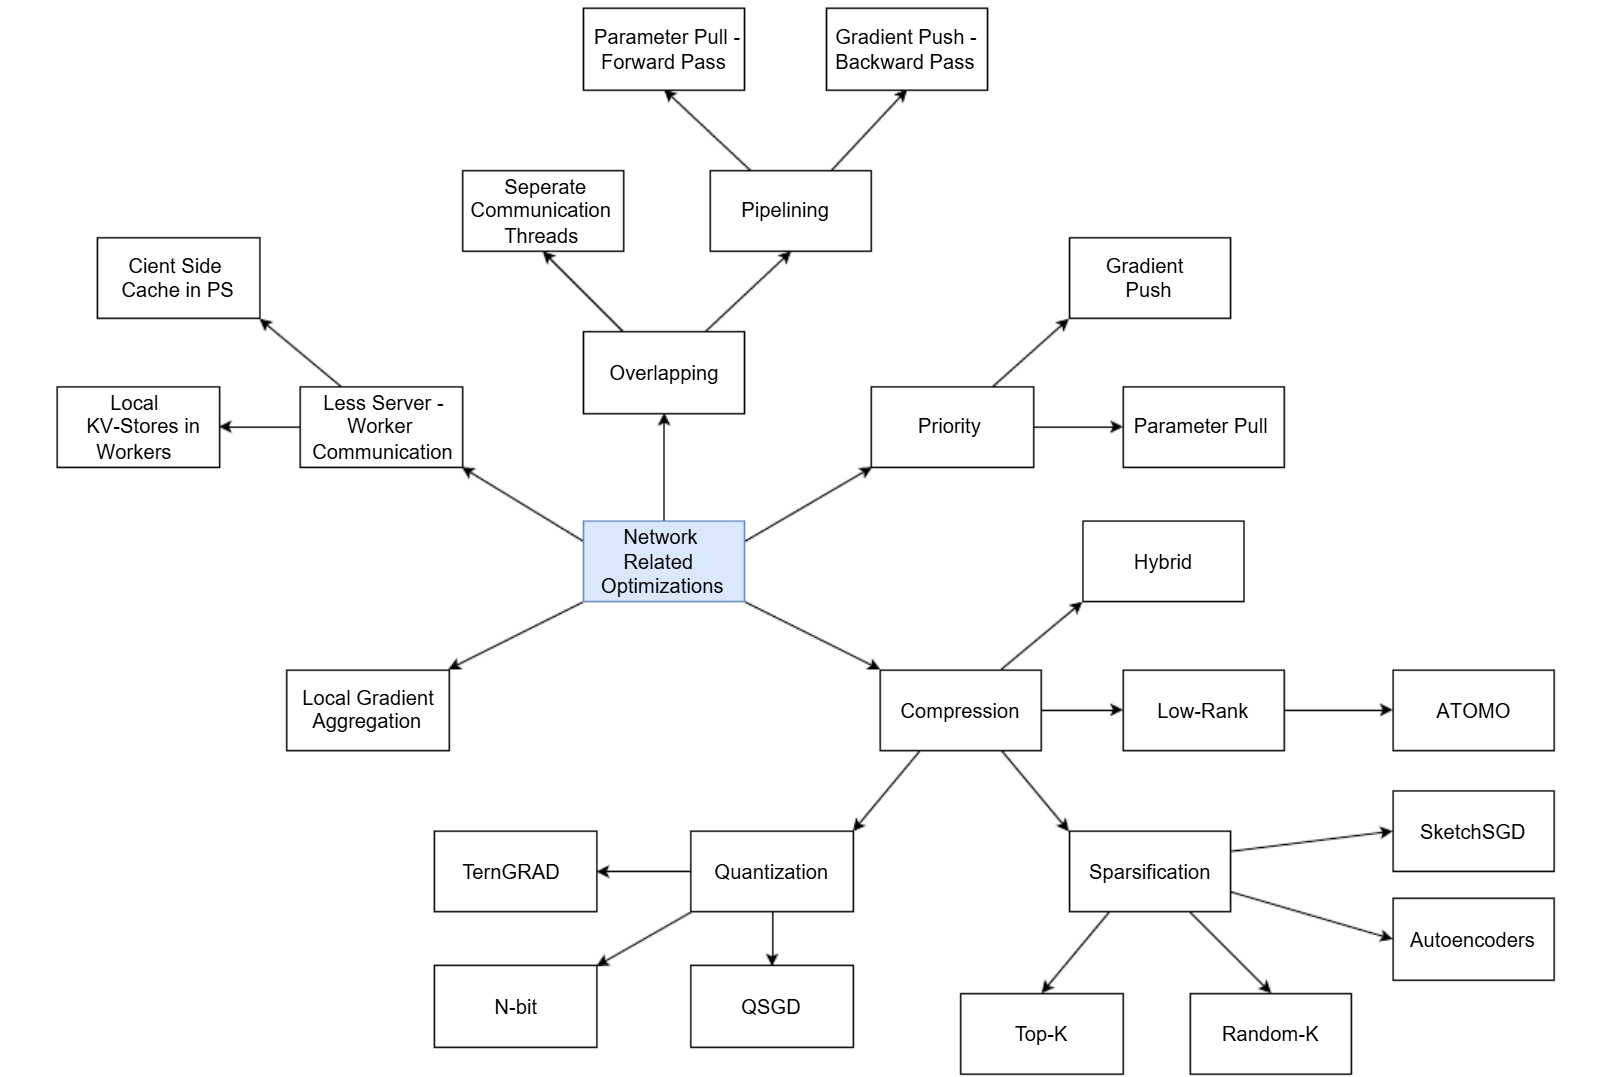 Parameter Pull -
Forward Pass
Gradient Push -
Backward Pass
Seperate
Communication
Threads
Pipelining
Cient Side
Cache in PS
Gradient
Push
Overlapping
Local
KV-Stores in
Workers
Less Server -
Worker
Communication
Priority
Parameter Pull
Network
Related
Optimizations
Hybrid
Local Gradient
Aggregation
Compression
Low-Rank
ATOMO
SketchSGD
TernGRAD
Quantization
Sparsification
Autoencoders
N-bit
QSGD
Top-K
Random-K